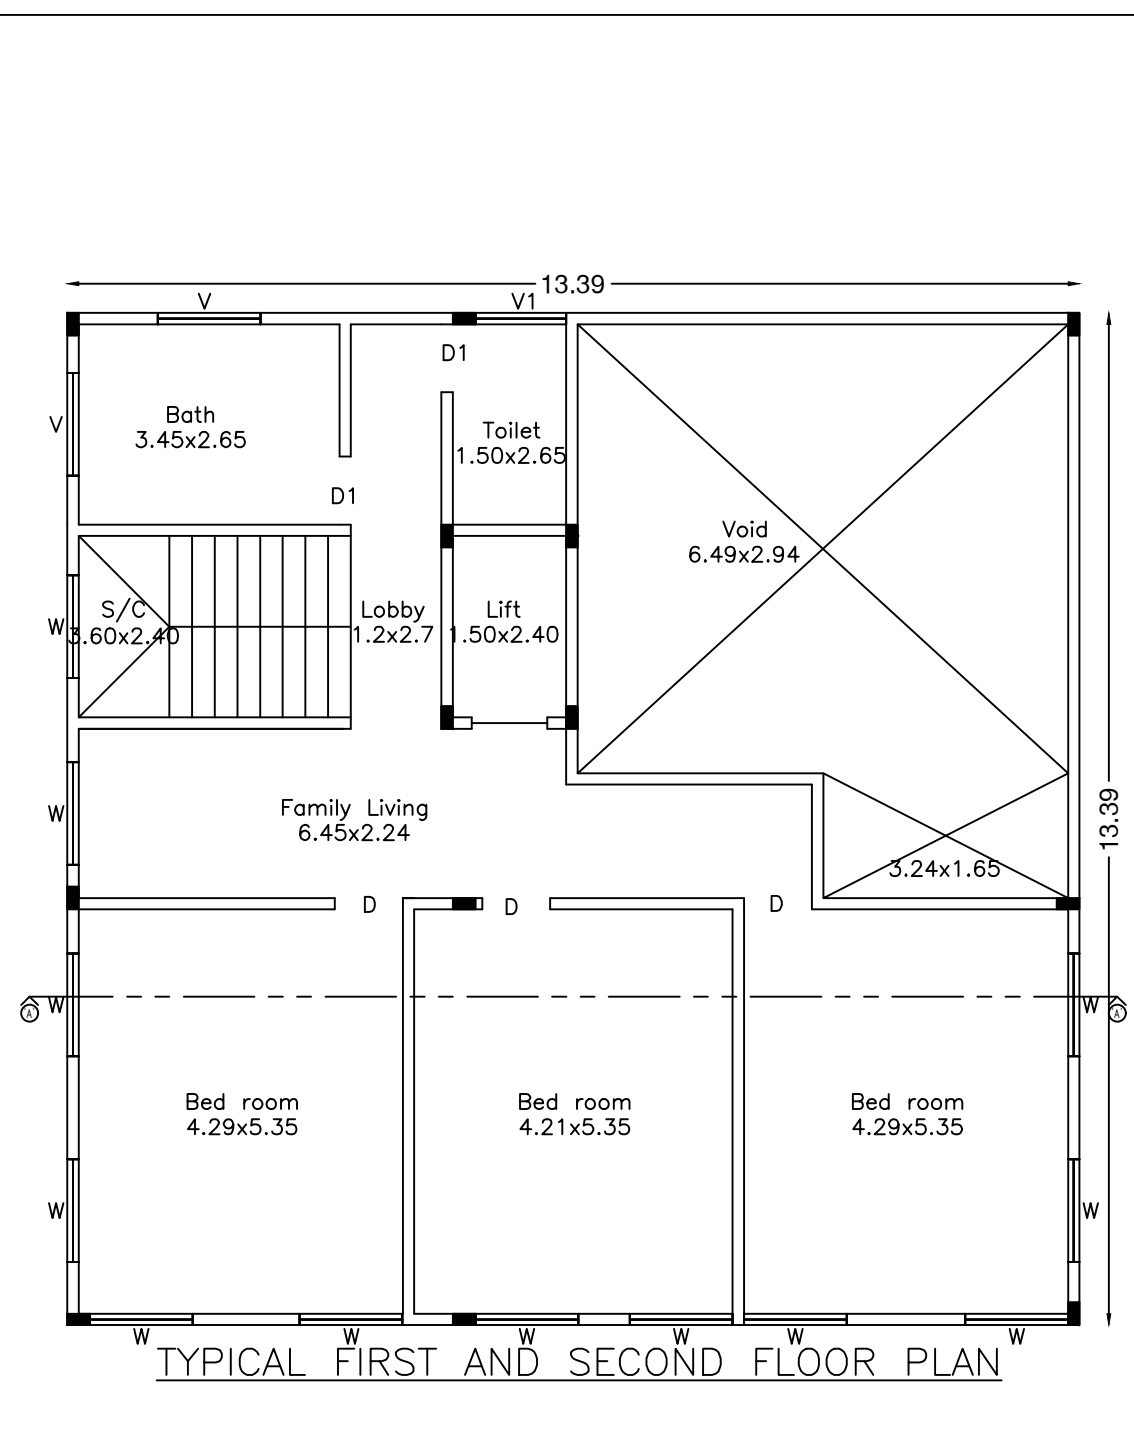 13.39
V V1
D1
V
Bath
3.45x2.65
Toilet
1.50x2.65
D1
Void
6.49x2.94
W
S/C
3.60x2.40
Lobby
1.2x2.7
Lift
1.50x2.40
W
Family Living
6.45x2.24
13.39
3.24x1.65
D D D
W W
A A
Bed room
4.29x5.35
Bed room
4.21x5.35
Bed room
4.29x5.35
W W
W W W W W W
TYPICAL FIRST AND SECOND FLOOR PLAN